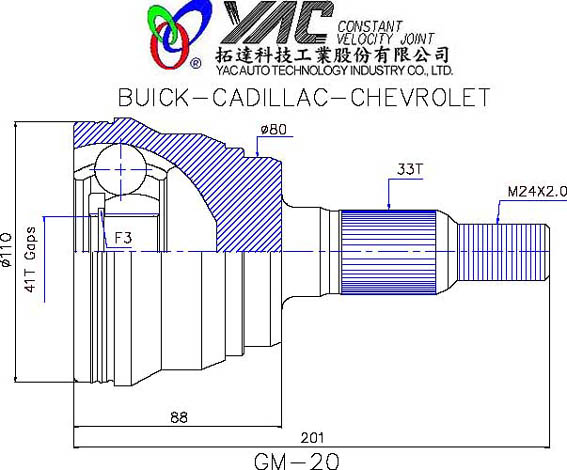 YAC CONSTANT VELOCITY JOINT
®
拓達科技工業股份有限公司
YAC AUTO TECHNOLOGY INDUSTRY CO., LTD.
BUICK-CADILLAC-CHEVROLET
ø80
33T
M24X2.0
F3
41T Gaps
ø110
88
201
GM-20